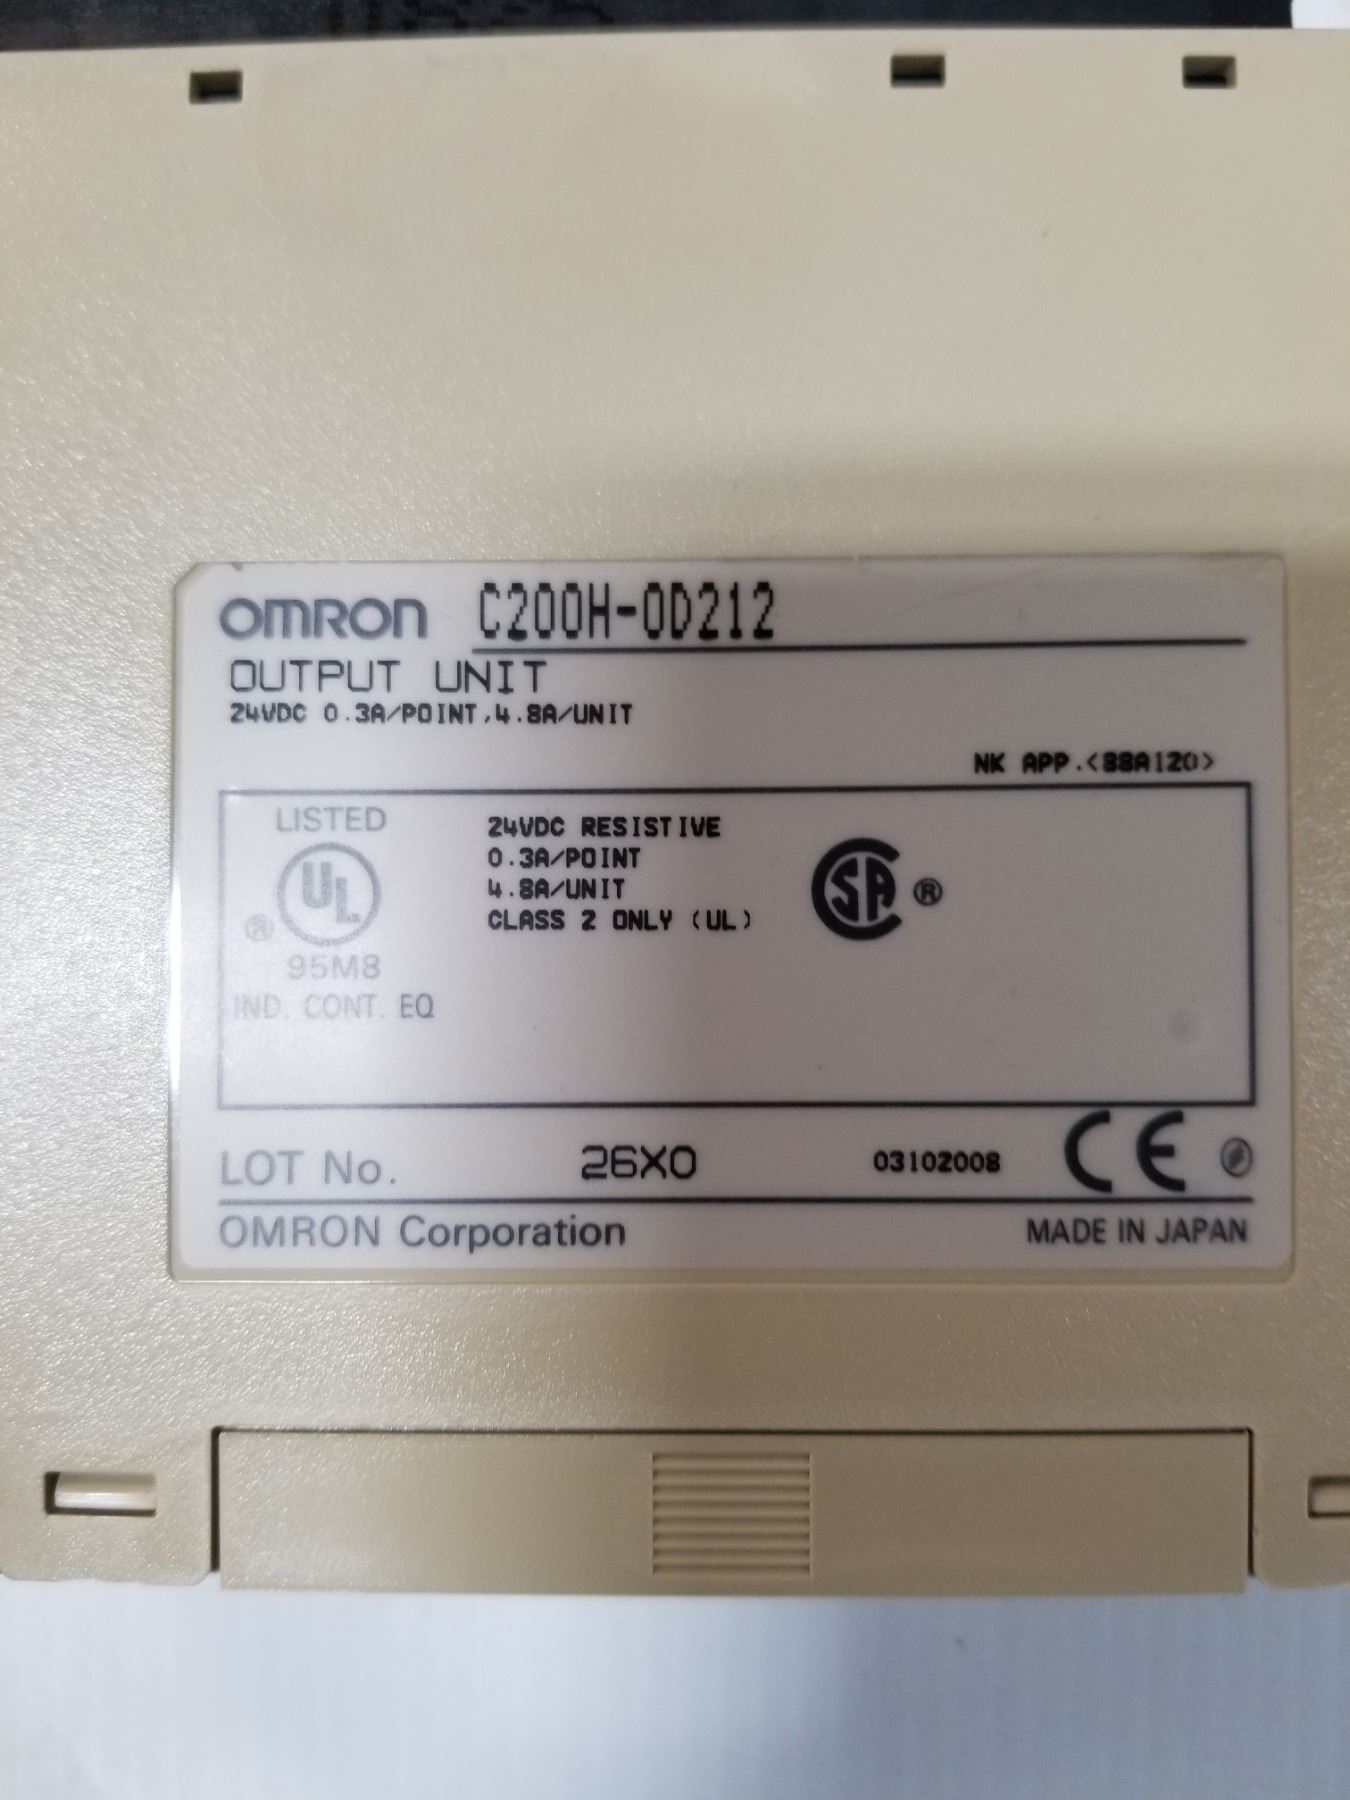 OMRON C200H-OD212
OUTPUT UNIT
24VDC 0.3A/POINT,4.8A/UNIT
NK APP.<88A120>
LISTED
UL
®
95M8
IND. CONT. EQ
24VDC RESISTIVE
0.3A/POINT
4.8A/UNIT
CLASS 2 ONLY (UL)
SA ®
LOT No. 26X0 03102008 CE
OMRON Corporation MADE IN JAPAN